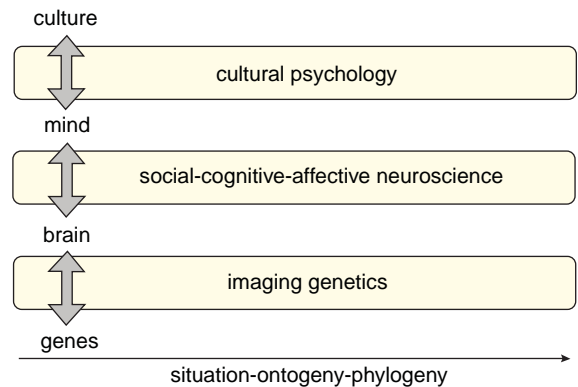 culture
cultural psychology
mind
social-cognitive-affective neuroscience
brain
imaging genetics
genes
situation-ontogeny-phylogeny